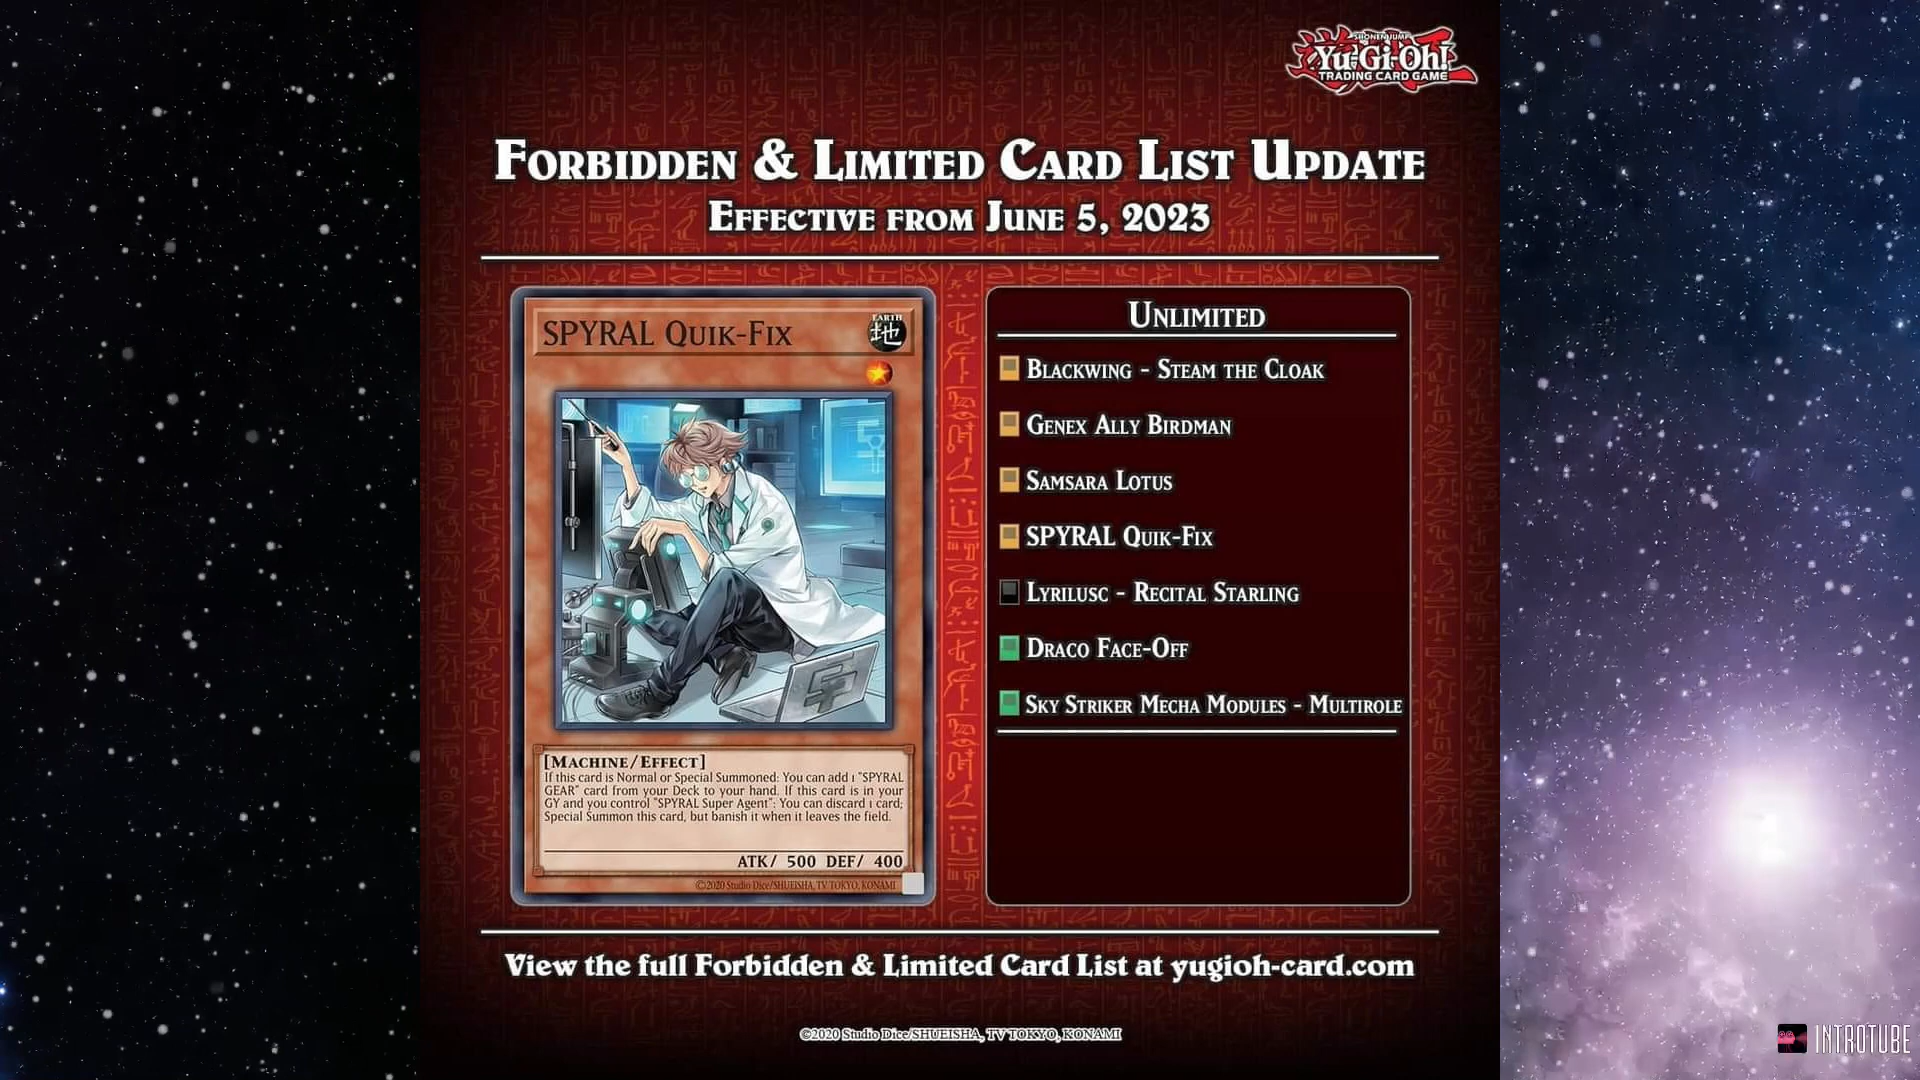 SHONEN JUMP
Yu-Gi-Oh!
TRADING CARD GAME
FORBIDDEN & LIMITED CARD LIST UPDATE
EFFECTIVE FROM JUNE 5, 2023
SPYRAL QUIK-FIX
EARTH
地
[MACHINE/EFFECT]
If this card is Normal or Special Summoned: You can add 1 "SPYRAL
GEAR" card from your Deck to your hand. If this card is in your
GY and you control "SPYRAL Super Agent": You can discard 1 card;
Special Summon this card, but banish it when it leaves the field.
ATK/ 500 DEF/ 400
©2020 Studio Dice/SHUEISHA, TV TOKYO, KONAMI
UNLIMITED
BLACKWING - STEAM THE CLOAK
GENEX ALLY BIRDMAN
SAMSARA LOTUS
SPYRAL QUIK-FIX
LYRILUSC - RECITAL STARLING
DRACO FACE-OFF
SKY STRIKER MECHA MODULES - MULTIROLE
View the full Forbidden & Limited Card List at yugioh-card.com
©2020 Studio Dice/SHUEISHA, TV TOKYO, KONAMI
INTROTUBE